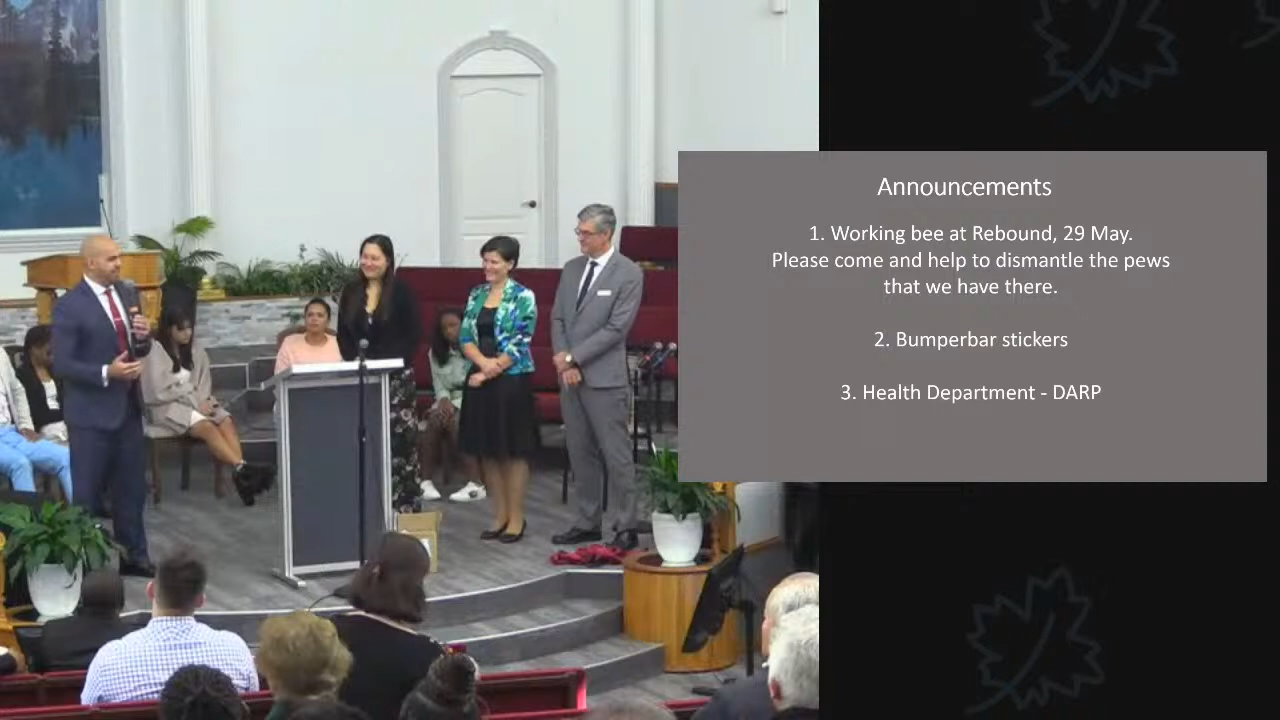 Announcements
1. Working bee at Rebound, 29 May.
Please come and help to dismantle the pews
that we have there.
2. Bumperbar stickers
3. Health Department - DARP